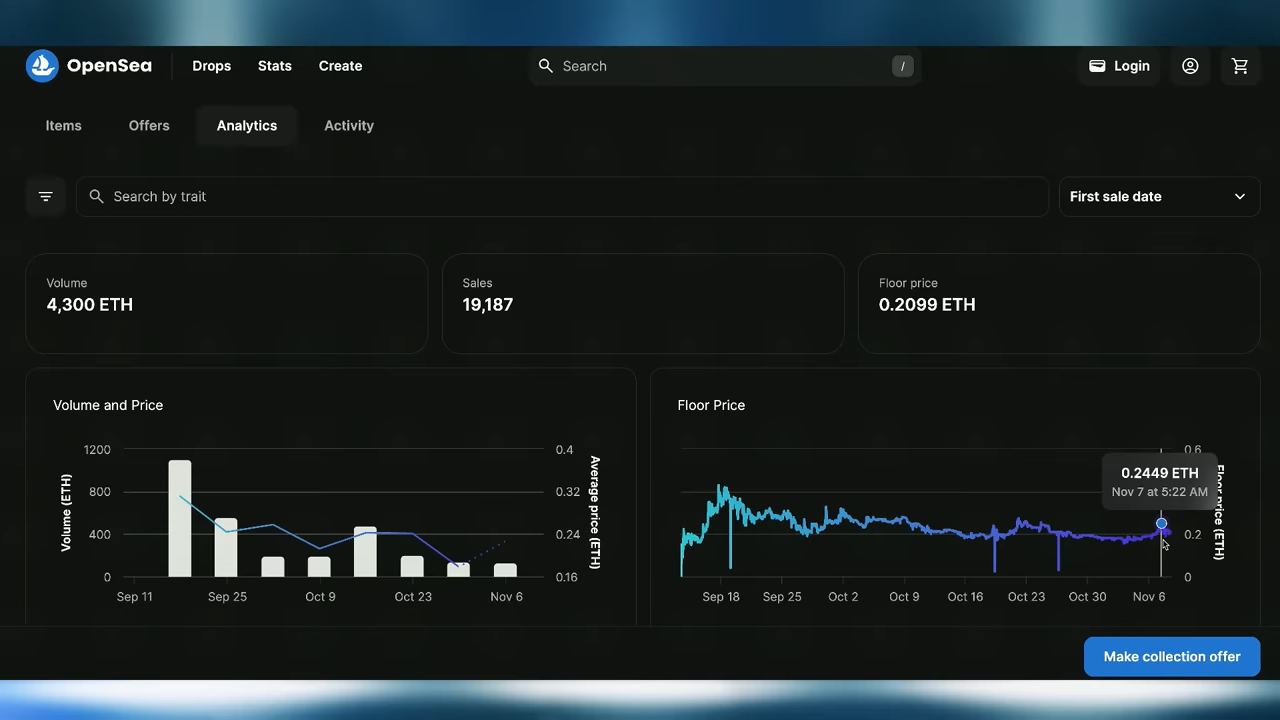 OpenSea
Drops
Stats
Create
Search
/
Login
Items
Offers
Analytics
Activity
Search by trait
First sale date
Volume
4,300 ETH
Sales
19,187
Floor price
0.2099 ETH
Volume and Price
1200
800
400
0
Volume (ETH)
0.4
0.32
0.24
0.16
Average price (ETH)
Sep 11
Sep 25
Oct 9
Oct 23
Nov 6
Floor Price
0.6
0.2
0
Floor price (ETH)
0.2449 ETH
Nov 7 at 5:22 AM
Sep 18
Sep 25
Oct 2
Oct 9
Oct 16
Oct 23
Oct 30
Nov 6
Make collection offer